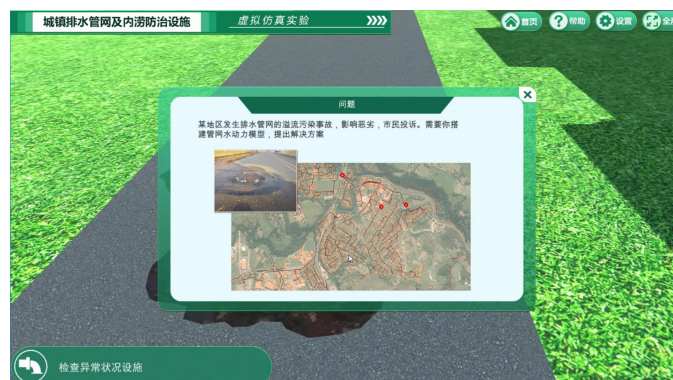 城镇排水管网及内涝防治设施
虚拟仿真实验
首页
帮助
设置
问题
某地区发生排水管网的溢流污染事故，影响恶劣，市民投诉。需要你搭
建管网水动力模型，提出解决方案
检查异常状况设施